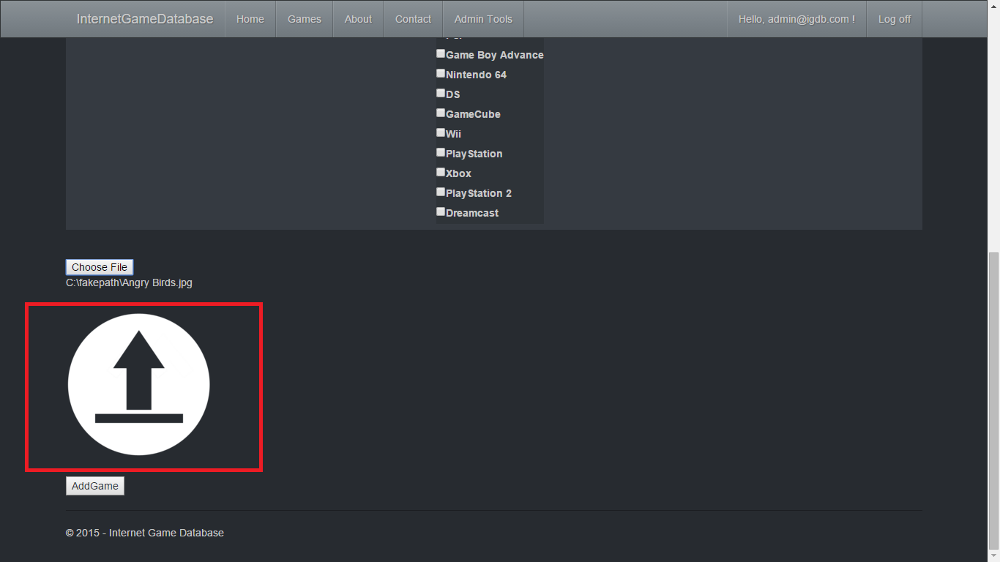 InternetGameDatabase Home Games About Contact Admin Tools Hello, admin@igdb.com ! Log off
Game Boy Advance
Nintendo 64
DS
GameCube
Wii
PlayStation
Xbox
PlayStation 2
Dreamcast
Choose File
C:\fakepath\Angry Birds.jpg
AddGame
© 2015 - Internet Game Database